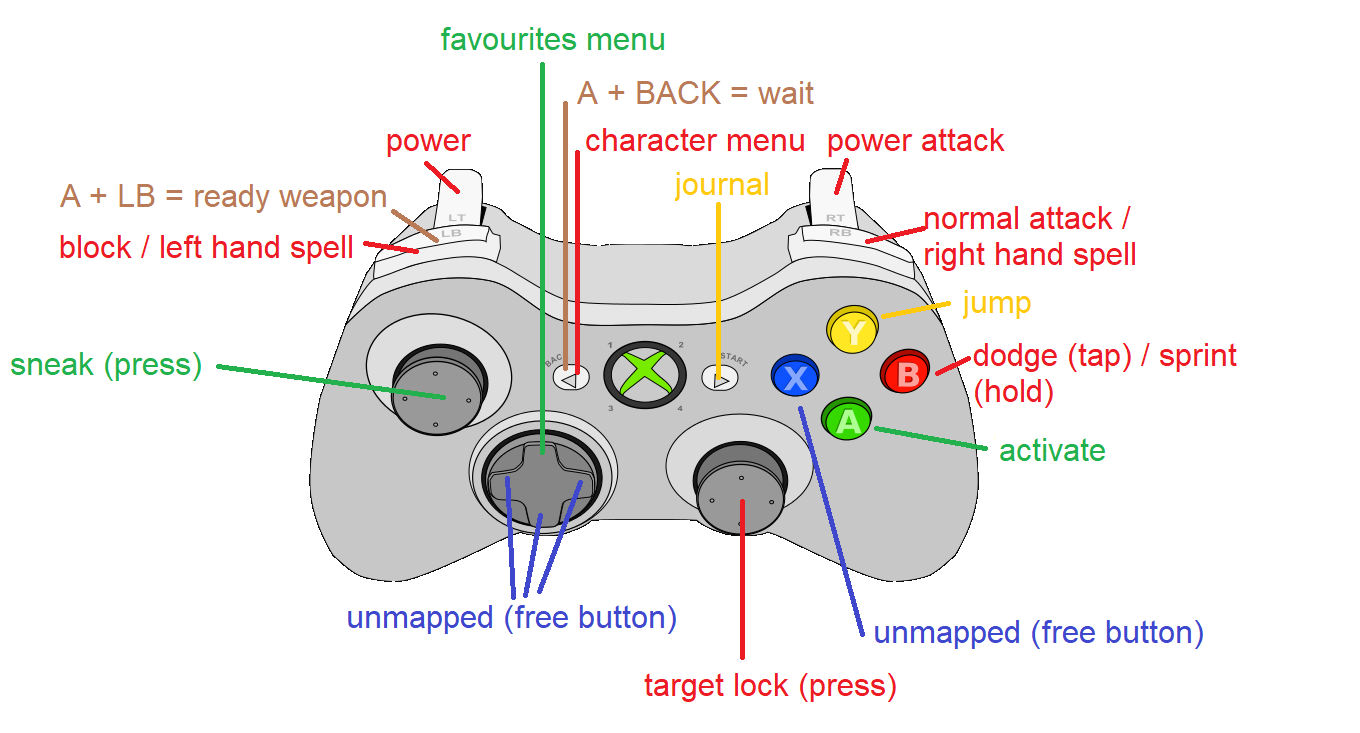 favourites menu
A + BACK = wait
power
character menu
power attack
journal
A + LB = ready weapon
block / left hand spell
normal attack /
right hand spell
LT
LB
RT
RB
jump
sneak (press)
BAC
1
2
3
4
START
Y
X
B
A
dodge (tap) / sprint
(hold)
activate
unmapped (free button)
unmapped (free button)
target lock (press)